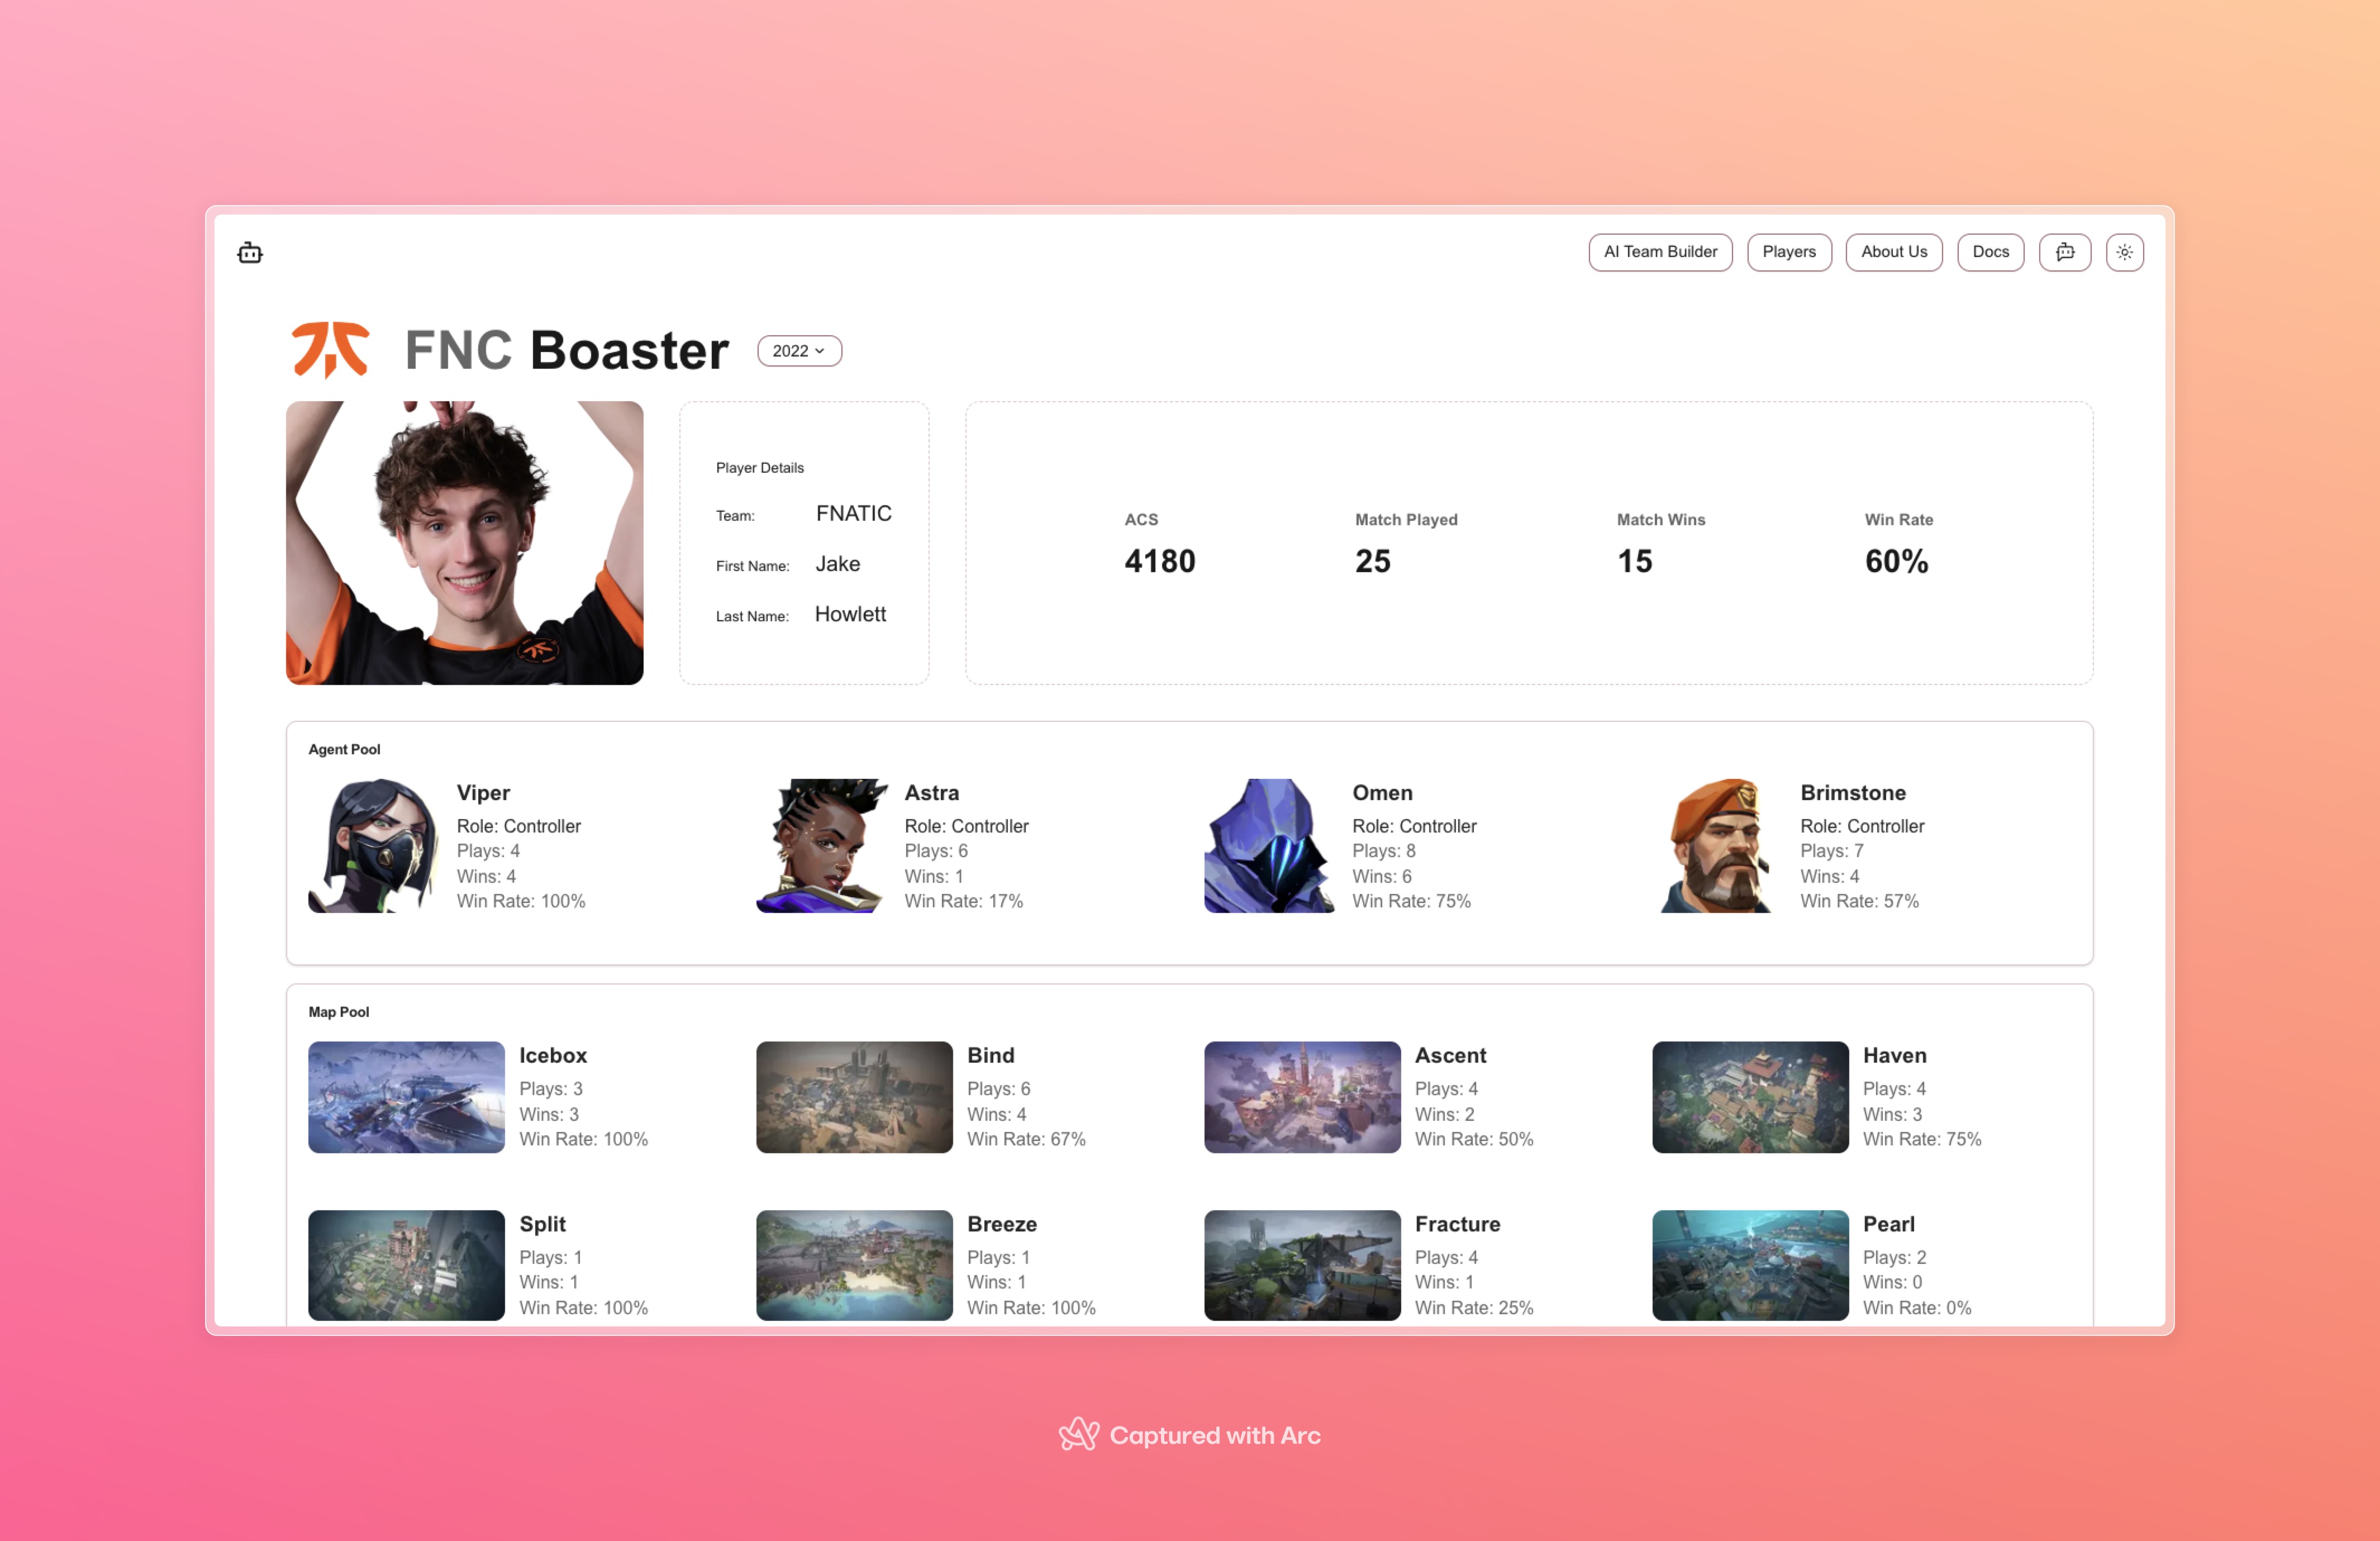 AI Team Builder
Players
About Us
Docs
FNC Boaster
2022
Player Details
Team: FNATIC
First Name: Jake
Last Name: Howlett
ACS
4180
Match Played
25
Match Wins
15
Win Rate
60%
Agent Pool
Viper
Role: Controller
Plays: 4
Wins: 4
Win Rate: 100%
Astra
Role: Controller
Plays: 6
Wins: 1
Win Rate: 17%
Omen
Role: Controller
Plays: 8
Wins: 6
Win Rate: 75%
Brimstone
Role: Controller
Plays: 7
Wins: 4
Win Rate: 57%
Map Pool
Icebox
Plays: 3
Wins: 3
Win Rate: 100%
Bind
Plays: 6
Wins: 4
Win Rate: 67%
Ascent
Plays: 4
Wins: 2
Win Rate: 50%
Haven
Plays: 4
Wins: 3
Win Rate: 75%
Split
Plays: 1
Wins: 1
Win Rate: 100%
Breeze
Plays: 1
Wins: 1
Win Rate: 100%
Fracture
Plays: 4
Wins: 1
Win Rate: 25%
Pearl
Plays: 2
Wins: 0
Win Rate: 0%
Captured with Arc